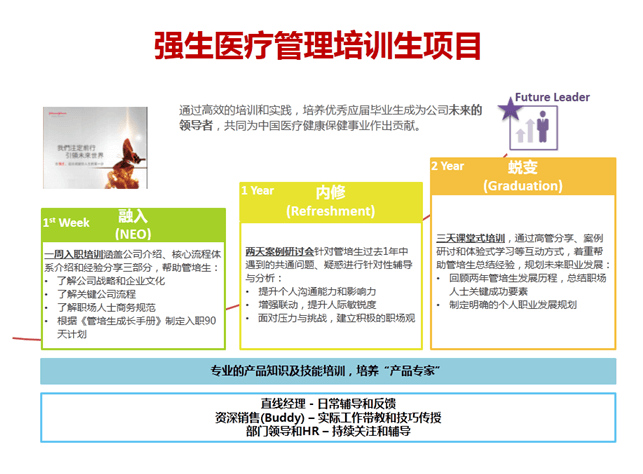 强生医疗管理培训生项目
通过高效的培训和实践，培养优秀应届毕业生成为公司未来的
领导者，共同为中国医疗健康保健事业作出贡献。
Future Leader
1st Week
融入
(NEO)
一周入职培训涵盖公司介绍、核心流程体
系介绍和经验分享三部分，帮助管培生：
• 了解公司战略和企业文化
• 了解关键公司流程
• 了解职场人士商务规范
• 根据《管培生成长手册》制定入职90
天计划
1 Year
内修
(Refreshment)
两天案例研讨会针对管培生过去1年中
遇到的共通问题、疑惑进行针对性辅导
与分析：
• 提升个人沟通能力和影响力
• 增强联动，提升人际敏锐度
• 面对压力与挑战，建立积极的职场观
2 Year
蜕变
(Graduation)
三天课堂式培训，通过高管分享、案例
研讨和体验式学习等互动方式，着重帮
助管培生总结经验，规划未来职业发展：
• 回顾两年管培生发展历程，总结职场
人士关键成功要素
• 制定明确的个人职业发展规划
专业的产品知识及技能培训，培养“产品专家”
直线经理 - 日常辅导和反馈
资深销售(Buddy) – 实际工作带教和技巧传授
部门领导和HR – 持续关注和辅导